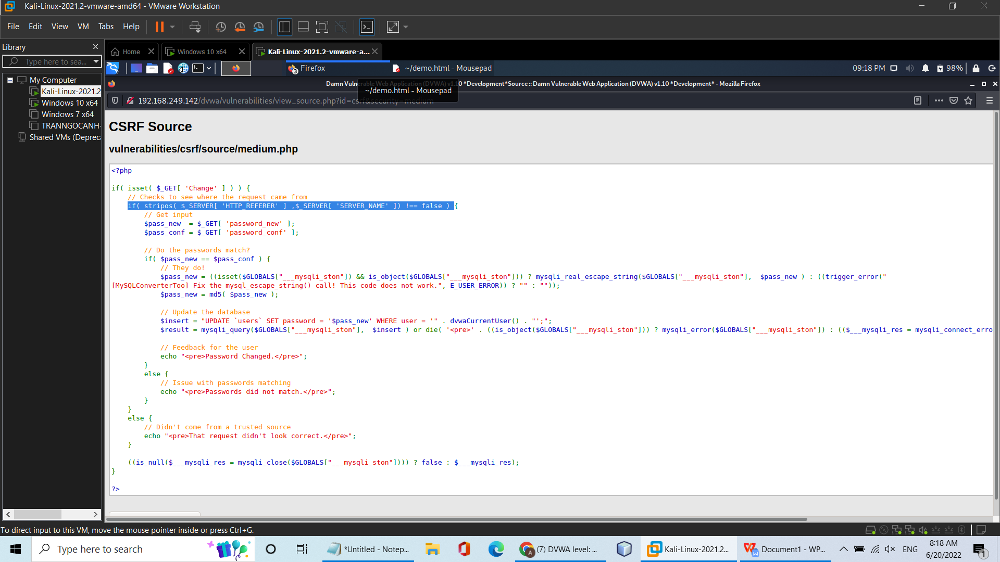 Kali-Linux-2021.2-vmware-amd64 - VMware Workstation
File Edit View VM Tabs Help
Library
Type here to sea...
My Computer
Kali-Linux-2021.2
Windows 10 x64
Windows 7 x64
TRANNGOCANH-
Shared VMs (Depreca
Home
Windows 10 x64
Kali-Linux-2021.2-vmware-a...
3 Firefox
~/demo.html - Mousepad
09:18 PM
98%
Damn Vulnerable Web Application (DVWA) v1.10 *Development*Source :: Damn Vulnerable Web Application (DVWA) v1.10 *Development* - Mozilla Firefox
~/demo.html - Mousepad
192.168.249.142/dvwa/vulnerabilities/view_source.php?id=csrf&security=medium
CSRF Source
vulnerabilities/csrf/source/medium.php
<?php
if( isset( $_GET[ 'Change' ] ) ) {
// Checks to see where the request came from
if( stripos( $_SERVER[ 'HTTP_REFERER' ] ,$_SERVER[ 'SERVER_NAME' ]) !== false ) {
// Get input
$pass_new  = $_GET[ 'password_new' ];
$pass_conf = $_GET[ 'password_conf' ];
// Do the passwords match?
if( $pass_new == $pass_conf ) {
// They do!
$pass_new = ((isset($GLOBALS["___mysqli_ston"]) && is_object($GLOBALS["___mysqli_ston"])) ? mysqli_real_escape_string($GLOBALS["___mysqli_ston"],  $pass_new ) : ((trigger_error("
[MySQLConverterToo] Fix the mysql_escape_string() call! This code does not work.", E_USER_ERROR)) ? "" : ""));
$pass_new = md5( $pass_new );
// Update the database
$insert = "UPDATE `users` SET password = '$pass_new' WHERE user = '" . dvwaCurrentUser() . "';";
$result = mysqli_query($GLOBALS["___mysqli_ston"],  $insert ) or die( '<pre>' . ((is_object($GLOBALS["___mysqli_ston"])) ? mysqli_error($GLOBALS["___mysqli_ston"]) : (($___mysqli_res = mysqli_connect_erro
// Feedback for the user
echo "<pre>Password Changed.</pre>";
}
else {
// Issue with passwords matching
echo "<pre>Passwords did not match.</pre>";
}
}
else {
// Didn't come from a trusted source
echo "<pre>That request didn't look correct.</pre>";
}
((is_null($___mysqli_res = mysqli_close($GLOBALS["___mysqli_ston"]))) ? false : $___mysqli_res);
}
?>
To direct input to this VM, move the mouse pointer inside or press Ctrl+G.
Type here to search
*Untitled - Notep...
(7) DVWA level: ...
Kali-Linux-2021.2...
Document1 - WP...
ENG
8:18 AM
6/20/2022
1